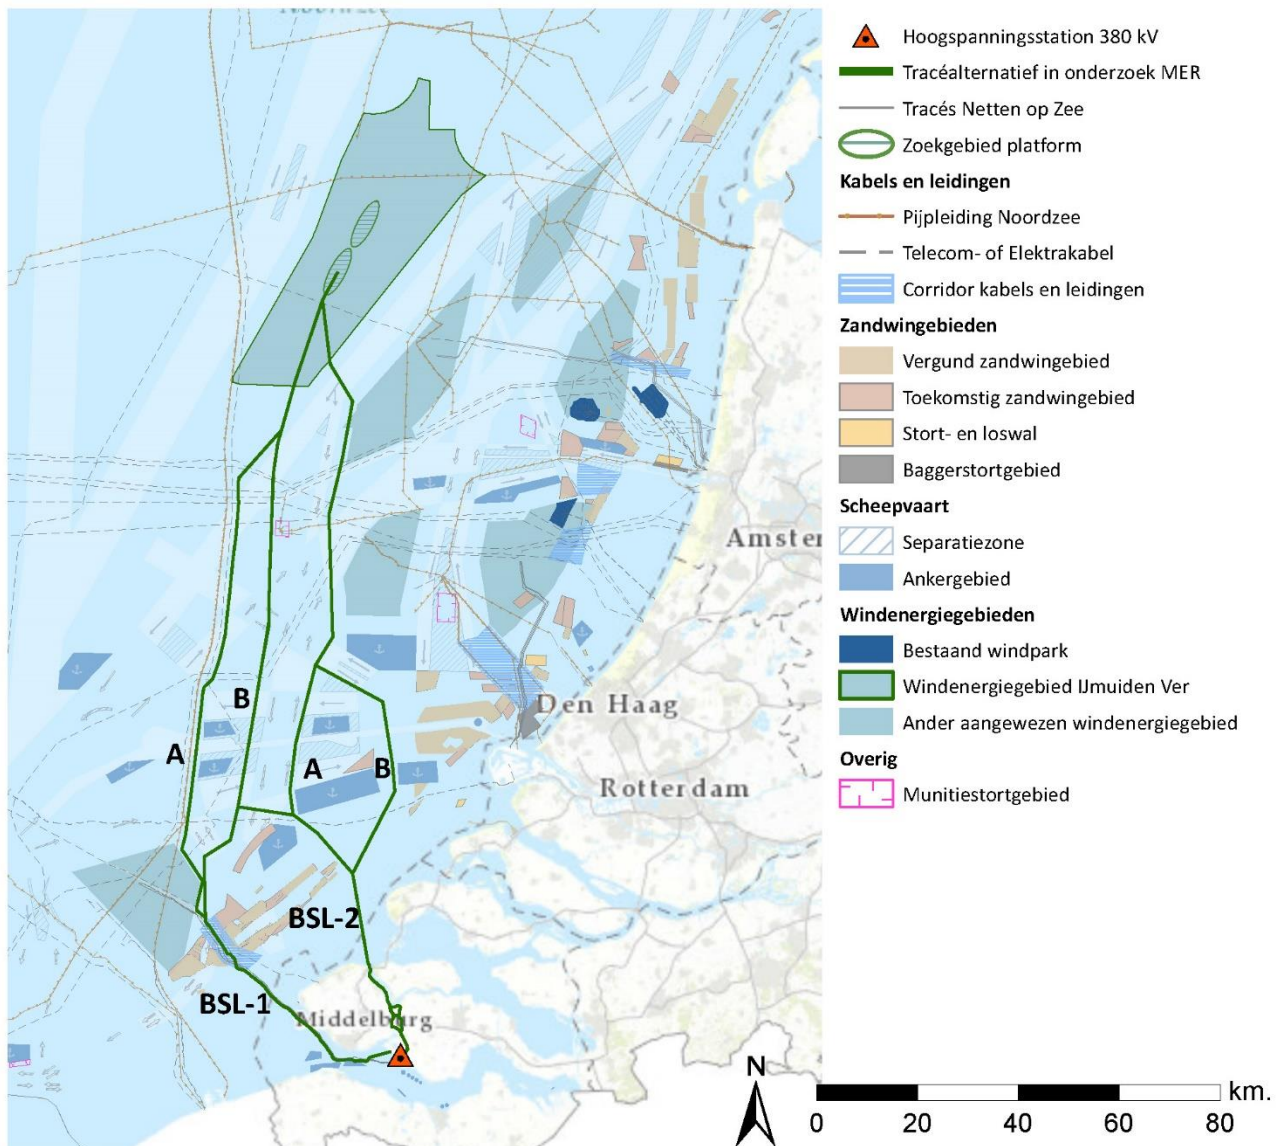 Noordzee
Amster
Den Haag
Rotterdam
Middelburg
A
B
A
B
BSL-2
BSL-1
Hoogspanningsstation 380 kV
Tracéalternatief in onderzoek MER
Tracés Netten op Zee
Zoekgebied platform
Kabels en leidingen
Pijpleiding Noordzee
Telecom- of Elektrakabel
Corridor kabels en leidingen
Zandwingebieden
Vergund zandwingebied
Toekomstig zandwingebied
Stort- en loswal
Baggerstortgebied
Scheepvaart
Separatiezone
Ankergebied
Windenergiegebieden
Bestaand windpark
Windenergiegebied IJmuiden Ver
Ander aangewezen windenergiegebied
Overig
Munitiestortgebied
N
km.
0 20 40 60 80